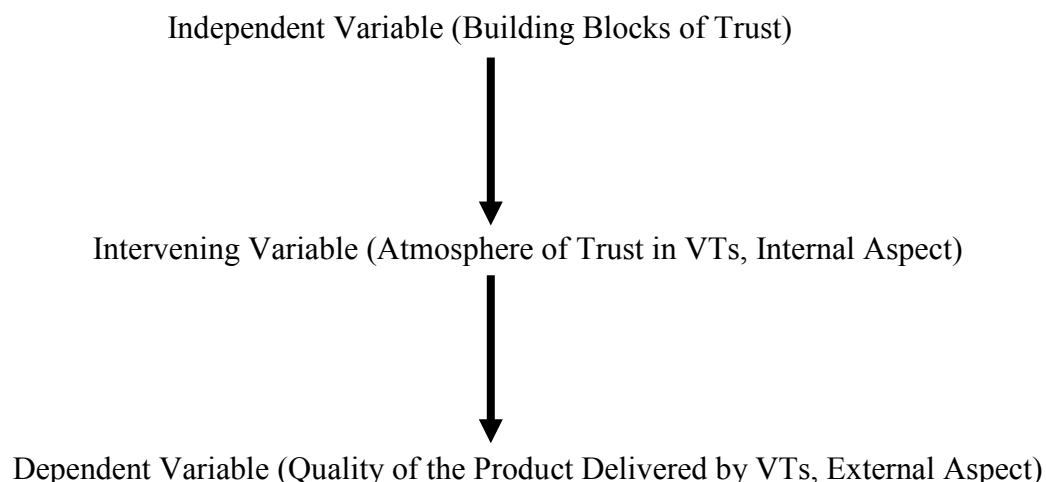 Independent Variable (Building Blocks of Trust)
Intervening Variable (Atmosphere of Trust in VTs, Internal Aspect)
Dependent Variable (Quality of the Product Delivered by VTs, External Aspect)